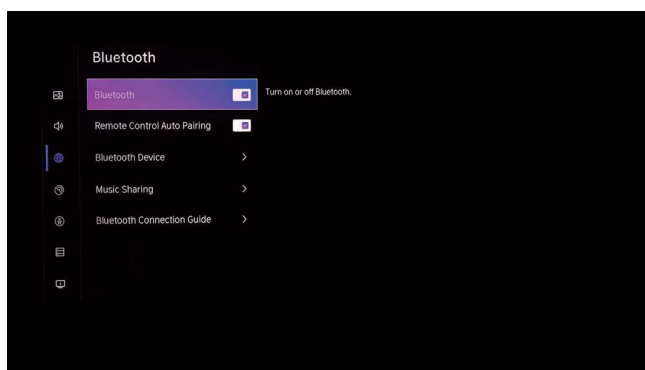 Bluetooth
Bluetooth
Turn on or off Bluetooth.
Remote Control Auto Pairing
Bluetooth Device
Music Sharing
Bluetooth Connection Guide